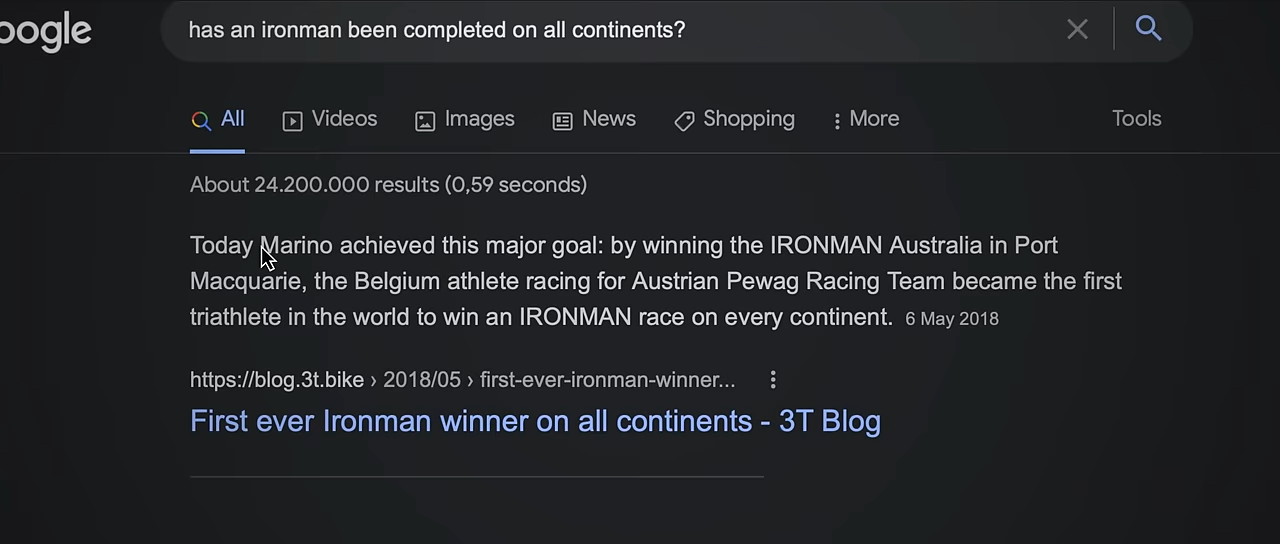 oogle
has an ironman been completed on all continents?
All Videos Images News Shopping More Tools
About 24.200.000 results (0,59 seconds)
Today Marino achieved this major goal: by winning the IRONMAN Australia in Port
Macquarie, the Belgium athlete racing for Austrian Pewag Racing Team became the first
triathlete in the world to win an IRONMAN race on every continent. 6 May 2018
https://blog.3t.bike › 2018/05 › first-ever-ironman-winner...
First ever Ironman winner on all continents - 3T Blog